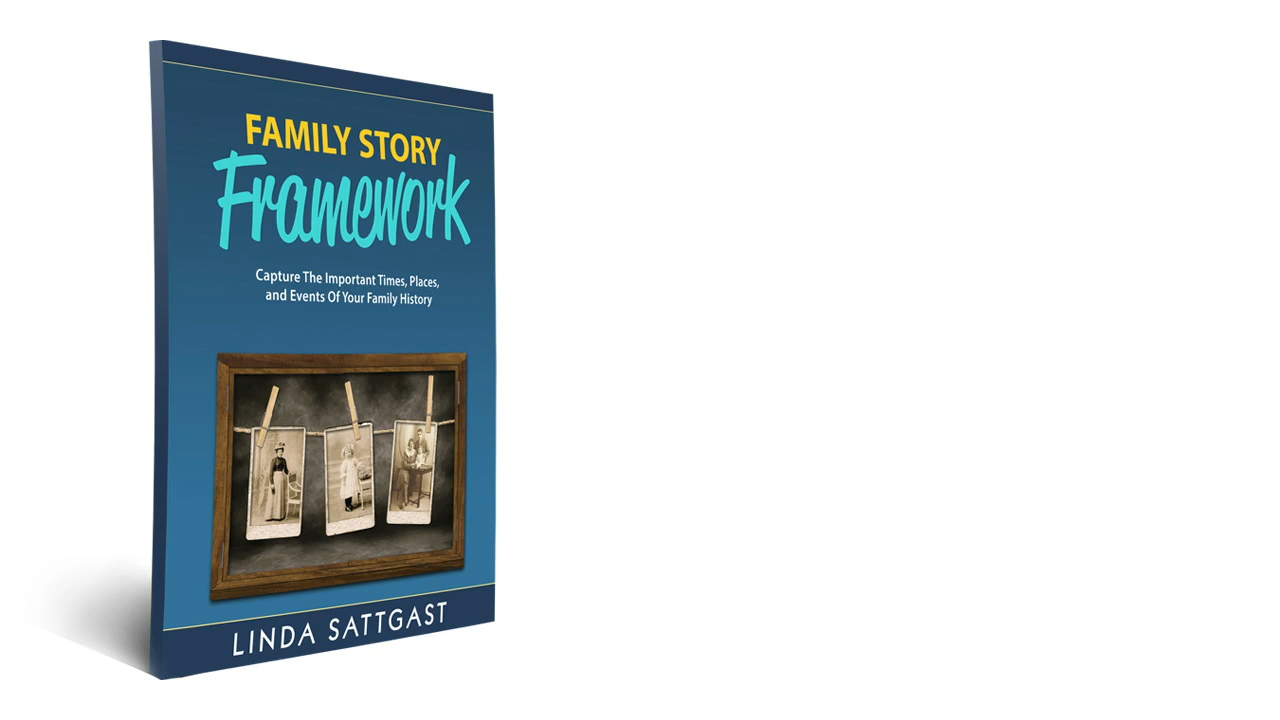 FAMILY STORY
Framework
Capture The Important Times, Places,
and Events Of Your Family History
LINDA SATTGAST